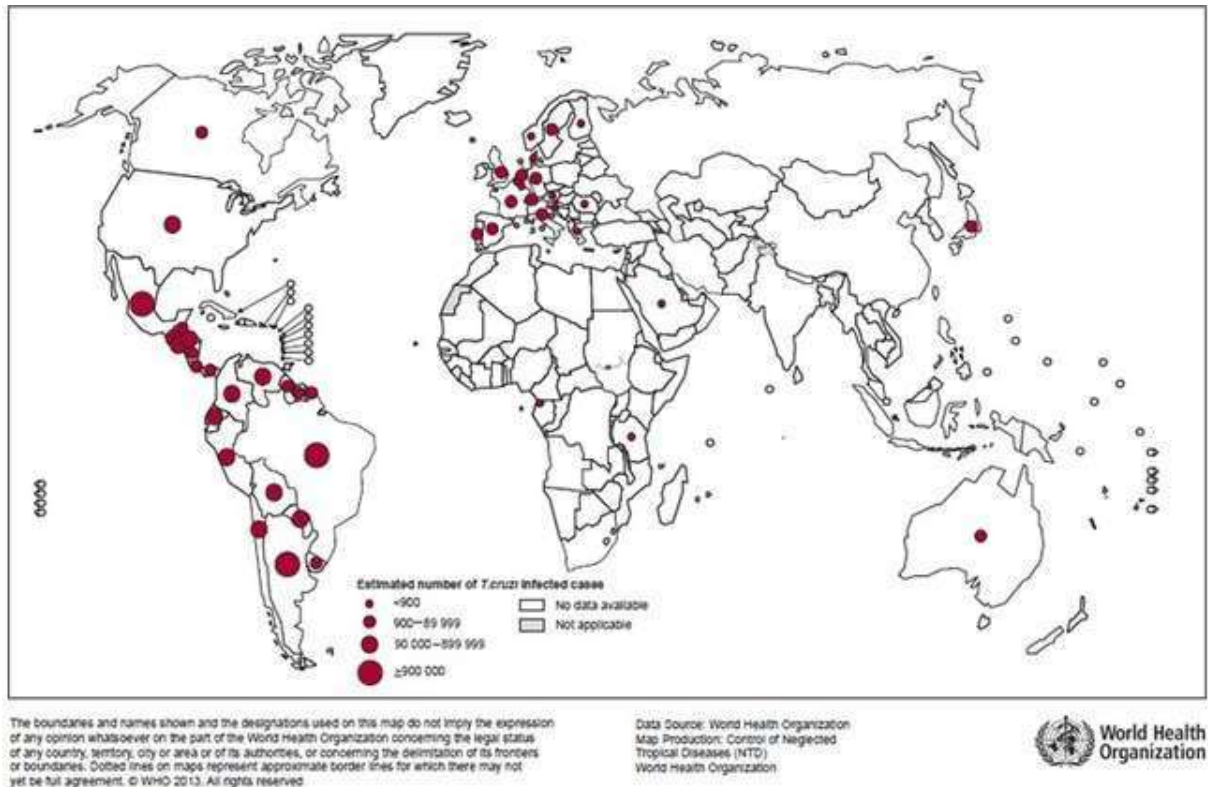 Estimated number of T.cruzi infected cases
<900
900—89 999
90 000—899 999
≥900 000
No data available
Not applicable
The boundaries and names shown and the designations used on this map do not imply the expression
of any opinion whatsoever on the part of the World Health Organization concerning the legal status
of any country, territory, city or area or of its authorities, or concerning the delimitation of its frontiers
or boundaries. Dotted lines on maps represent approximate border lines for which there may not
yet be full agreement. © WHO 2013. All rights reserved
Data Source: World Health Organization
Map Production: Control of Neglected
Tropical Diseases (NTD)
World Health Organization
World Health
Organization